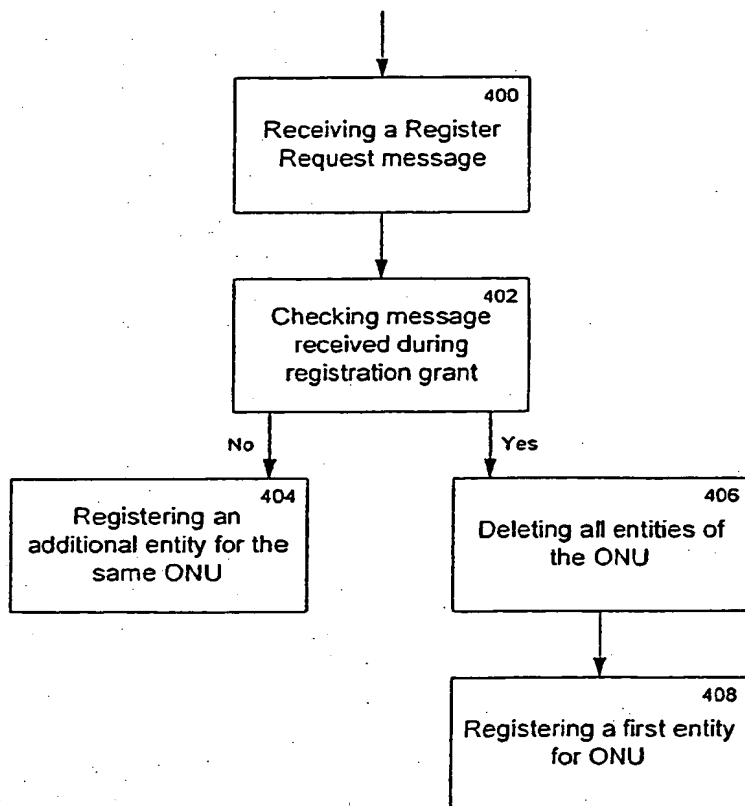 400
Receiving a Register
Request message
402
Checking message
received during
registration grant
No
Yes
404
Registering an
additional entity for the
same ONU
406
Deleting all entities of
the ONU
408
Registering a first entity
for ONU